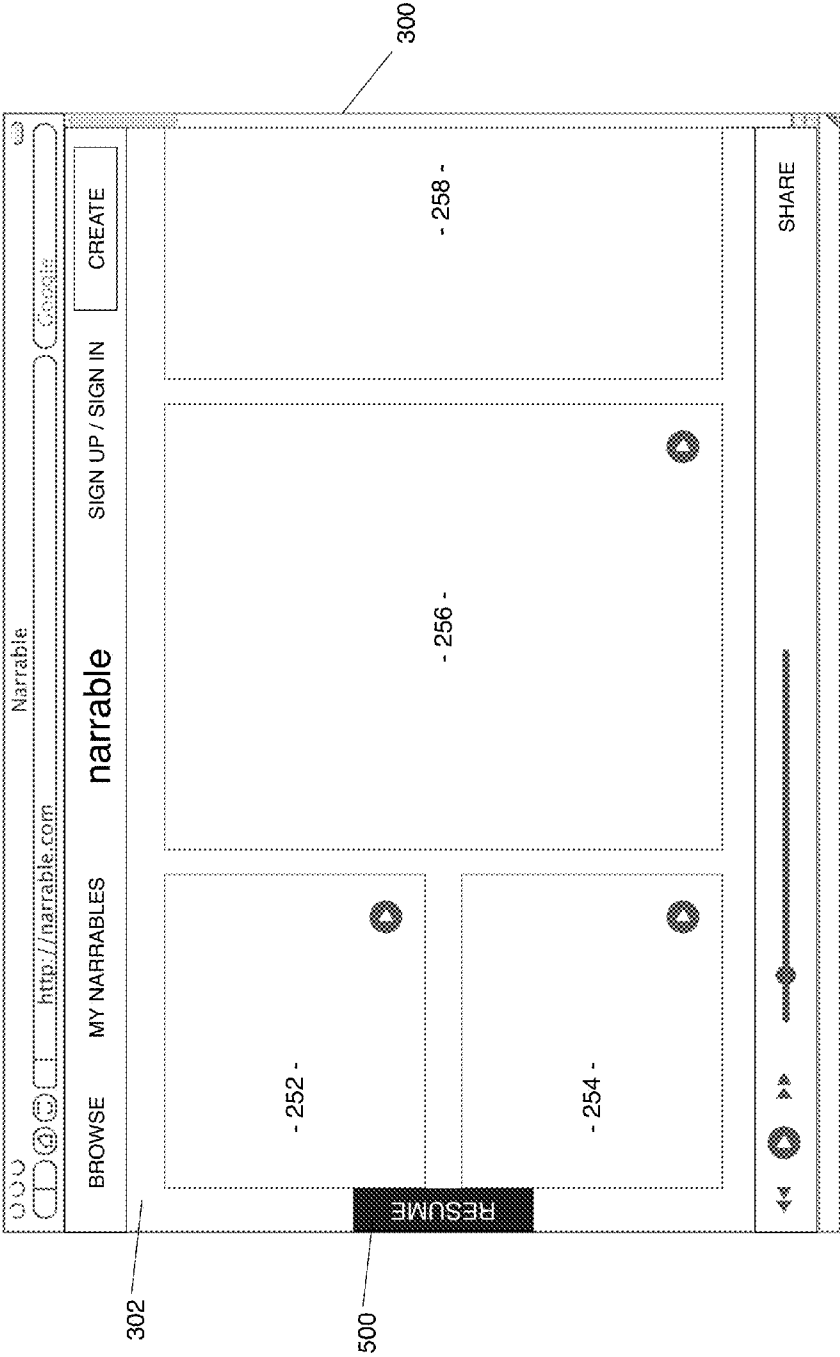 Narrable
http://narrable.com
Google
BROWSE
MY NARRABLES
narrable
SIGN UP / SIGN IN
CREATE
- 252 -
- 254 -
- 256 -
- 258 -
RESUME
SHARE
300
302
500